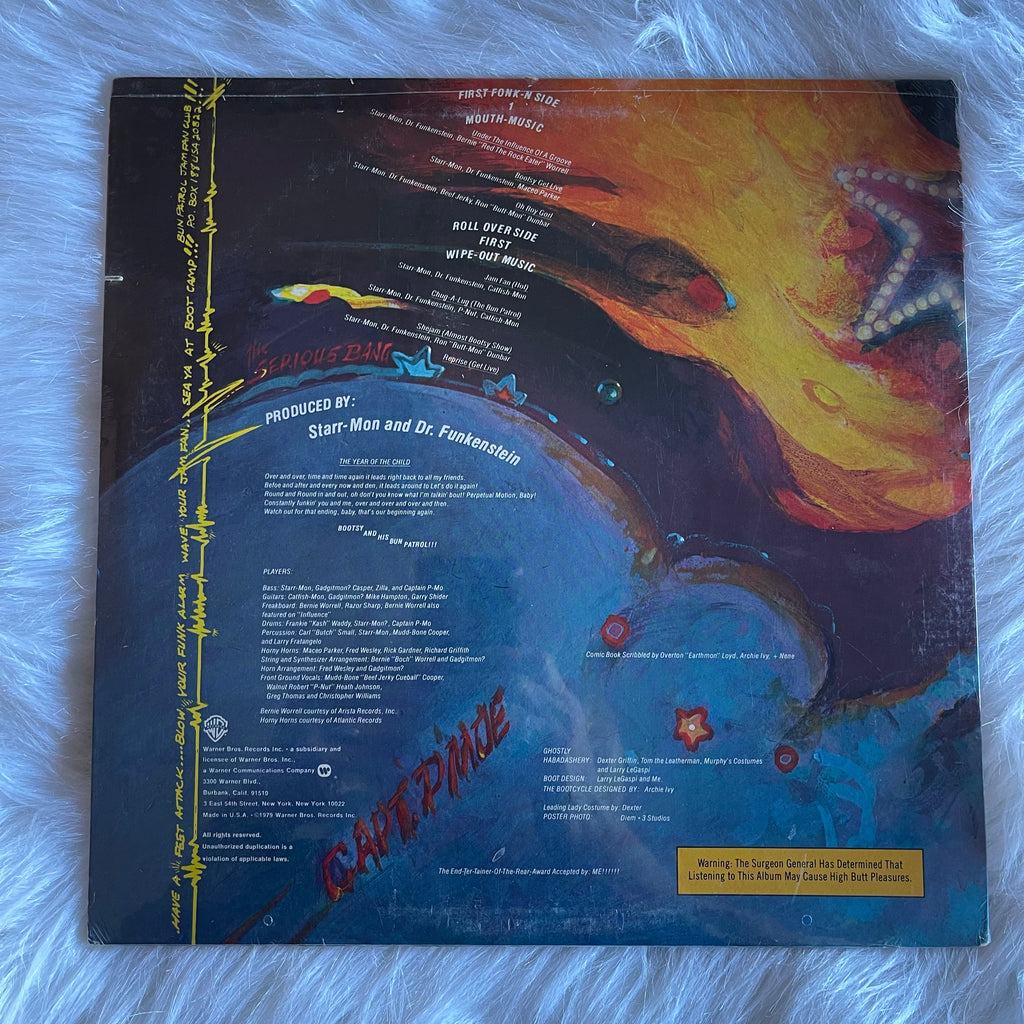 FIRST FONK-N SIDE
1
MOUTH-MUSIC
Under The Influence Of A Groove
Starr-Mon, Dr. Funkenstein, Bernie "Red The Rock Eater" Worrell
Bootsy Get Live
Starr-Mon, Dr. Funkenstein, Maceo Parker
Oh Boy Gorl
Starr-Mon, Dr. Funkenstein, Beef Jerky, Ron "Butt-Mon" Dunbar
ROLL OVER SIDE
FIRST
WIPE-OUT MUSIC
Jam Fan (Hot)
Starr-Mon, Dr. Funkenstein, Catfish-Mon
Chug-A-Lug (The Bun Patrol)
Starr-Mon, Dr. Funkenstein, P-Nut, Catfish-Mon
Shejam (Almost Bootsy Show)
Starr-Mon, Dr. Funkenstein, Ron "Butt-Mon" Dunbar
Reprise (Get Live)
HAVE A FEET ATTACK.....BLOW YOUR FUNK ALARM WAVE YOUR JAM FAN... SEA YA AT BOOT CAMP!!!
BUN PATROL JAM FAN CLUB !!!
P.O. BOX 188 USA 20822
THE SERIOUS BANG
PRODUCED BY:
Starr-Mon and Dr. Funkenstein
THE YEAR OF THE CHILD
Over and over, time and time again it leads right back to all my friends.
Befoe and after and every now and den, it leads around to Let's do it again!
Round and Round in and out, oh don't you know what I'm talkin' bout! Perpetual Motion, Baby!
Constantly funkin' you and me, over and over and over and then.
Watch out for that ending, baby, that's our beginning again.
BOOTSY AND HIS BUN PATROL!!!
PLAYERS:
Bass: Starr-Mon, Gadgitmon? Casper, Zilla, and Captain P-Mo
Guitars: Catfish-Mon, Gadgitmon? Mike Hampton, Garry Shider
Freakboard: Bernie Worrell, Razor Sharp, Bernie Worrell also
featured on "Influence"
Drums: Frankie "Kash" Waddy, Starr-Mon?, Captain P-Mo
Percussion: Carl "Butch" Small, Starr-Mon, Mudd-Bone Cooper,
and Larry Fratangelo
Horny Horns: Maceo Parker, Fred Wesley, Rick Gardner, Richard Griffith
String and Synthesizer Arrangement: Bernie "Boch" Worrell and Gadgitmon?
Horn Arrangement: Fred Wesley and Gadgitmon?
Front Ground Vocals: Mudd-Bone "Beef Jerky Cueball" Cooper,
Walnut Robert "P-Nut" Heath Johnson,
Greg Thomas and Christopher Williams
Bernie Worrell courtesy of Arista Records, Inc.
Horny Horns courtesy of Atlantic Records
Comic Book Scribbled by Overton "Earthmon" Loyd, Archie Ivy, + Nene
WB
Warner Bros. Records Inc. • a subsidiary and
licensee of Warner Bros. Inc.,
a Warner Communications Company
3300 Warner Blvd.,
Burbank, Calif. 91510
3 East 54th Street, New York, New York 10022
Made in U.S.A. • ©1979 Warner Bros. Records Inc.
All rights reserved.
Unauthorized duplication is a
violation of applicable laws.
CAPT. P. MOE
GHOSTLY
HABADASHERY: Dexter Griffin, Tom the Leatherman, Murphy's Costumes
and Larry LeGaspi
BOOT DESIGN: Larry LeGaspi and Me.
THE BOOTCYCLE DESIGNED BY: Archie Ivy
Leading Lady Costume by: Dexter
POSTER PHOTO: Diem • 3 Studios
The End-Ter-Tainer-Of-The-Rear-Award Accepted by: ME!!!!!!
Warning: The Surgeon General Has Determined That
Listening to This Album May Cause High Butt Pleasures.